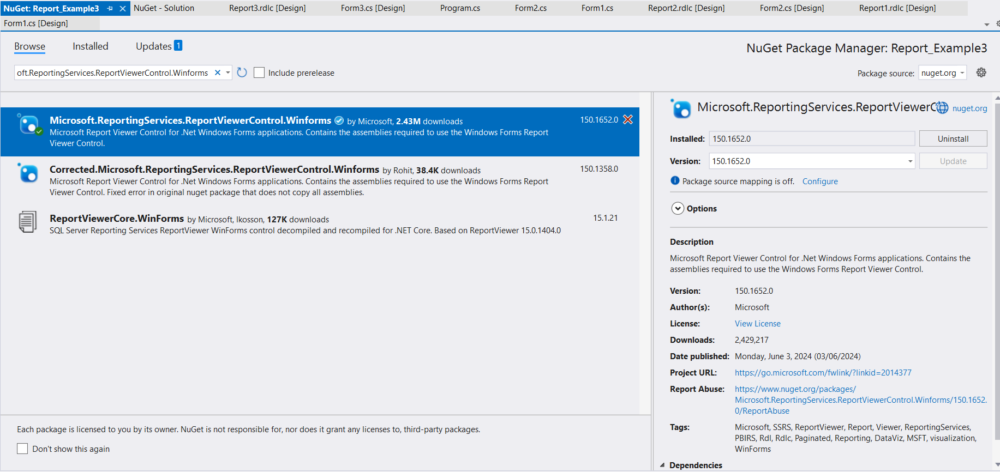 NuGet: Report_Example3
NuGet - Solution
Report3.rdlc [Design]
Form3.cs [Design]
Program.cs
Form2.cs
Form1.cs
Report2.rdlc [Design]
Form2.cs [Design]
Report1.rdlc [Design]
Form1.cs [Design]
Browse
Installed
Updates 1
NuGet Package Manager: Report_Example3
oft.ReportingServices.ReportViewerControl.Winforms
Include prerelease
Package source: nuget.org
Microsoft.ReportingServices.ReportViewerControl.Winforms by Microsoft, 2.43M downloads
150.1652.0
Microsoft Report Viewer Control for .Net Windows Forms applications. Contains the assemblies required to use the Windows Forms Report
Viewer Control.
Corrected.Microsoft.ReportingServices.ReportViewerControl.Winforms by Rohit, 38.4K downloads
150.1358.0
Microsoft Report Viewer Control for .Net Windows Forms applications. Contains the assemblies required to use the Windows Forms Report
Viewer Control. Fixed error in original nuget package that does not copy all assemblies.
ReportViewerCore.WinForms by Microsoft, lkosson, 127K downloads
15.1.21
SQL Server Reporting Services ReportViewer WinForms control decompiled and recompiled for .NET Core. Based on ReportViewer 15.0.1404.0
Each package is licensed to you by its owner. NuGet is not responsible for, nor does it grant any licenses to, third-party packages.
Don't show this again
Microsoft.ReportingServices.ReportViewerC
nuget.org
Installed: 150.1652.0
Uninstall
Version: 150.1652.0
Update
Package source mapping is off. Configure
Options
Description
Microsoft Report Viewer Control for .Net Windows Forms applications. Contains the
assemblies required to use the Windows Forms Report Viewer Control.
Version: 150.1652.0
Author(s): Microsoft
License: View License
Downloads: 2,429,217
Date published: Monday, June 3, 2024 (03/06/2024)
Project URL: https://go.microsoft.com/fwlink/?linkid=2014377
Report Abuse: https://www.nuget.org/packages/
Microsoft.ReportingServices.ReportViewerControl.Winforms/150.1652.
0/ReportAbuse
Tags: Microsoft, SSRS, ReportViewer, Report, Viewer, ReportingServices,
PBIRS, Rdl, Rdlc, Paginated, Reporting, DataViz, MSFT, visualization,
WinForms
Dependencies